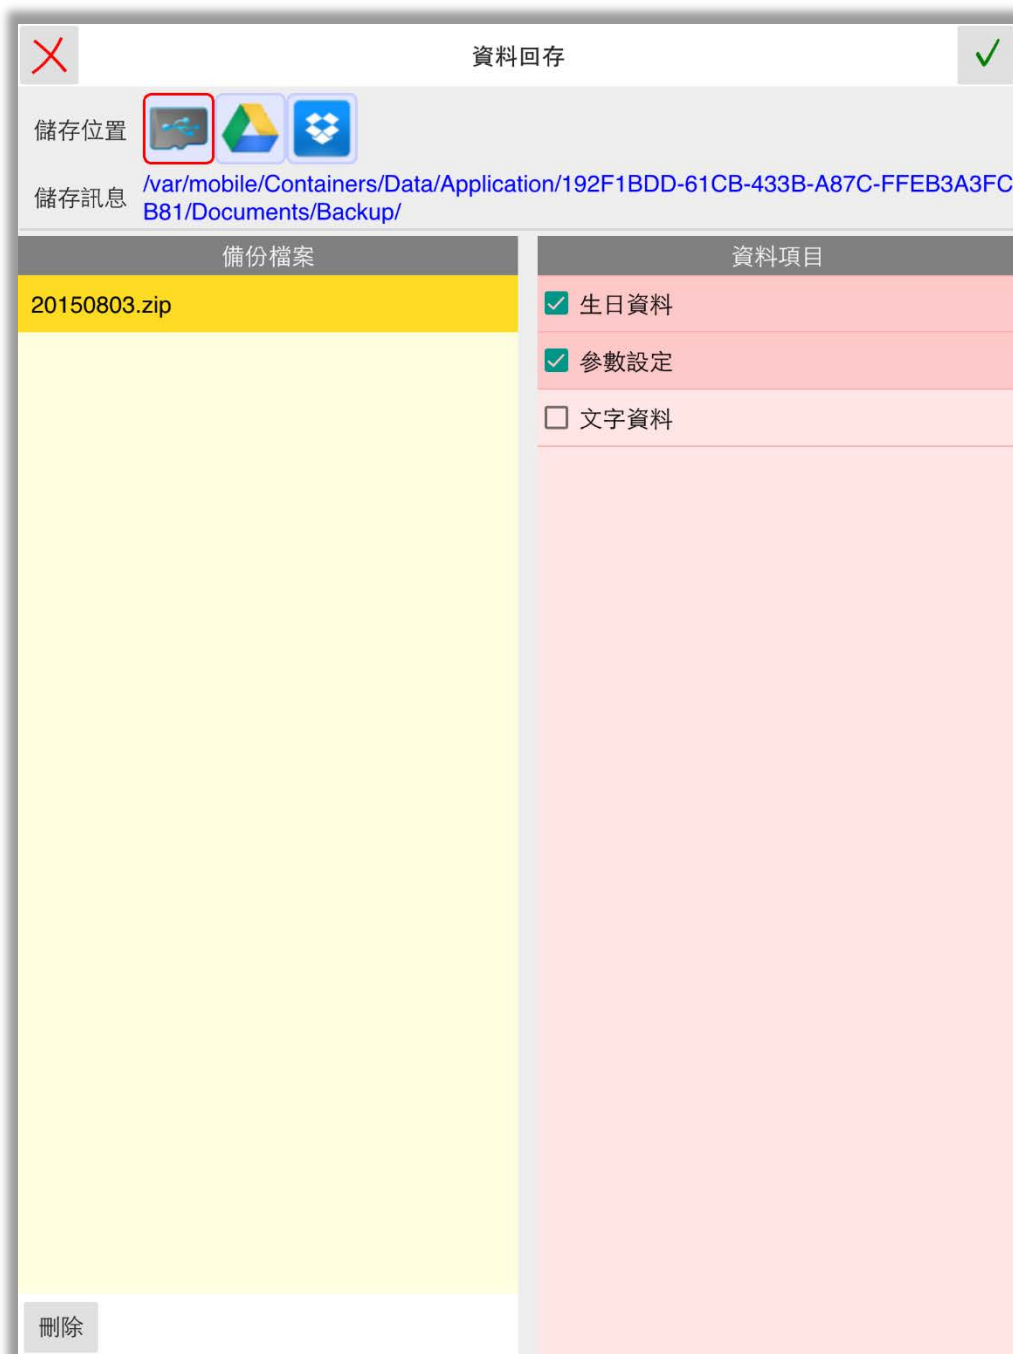 資料回存
儲存位置
儲存訊息
/var/mobile/Containers/Data/Application/192F1BDD-61CB-433B-A87C-FFEB3A3FC
B81/Documents/Backup/
備份檔案
20150803.zip
資料項目
生日資料
參數設定
文字資料
刪除